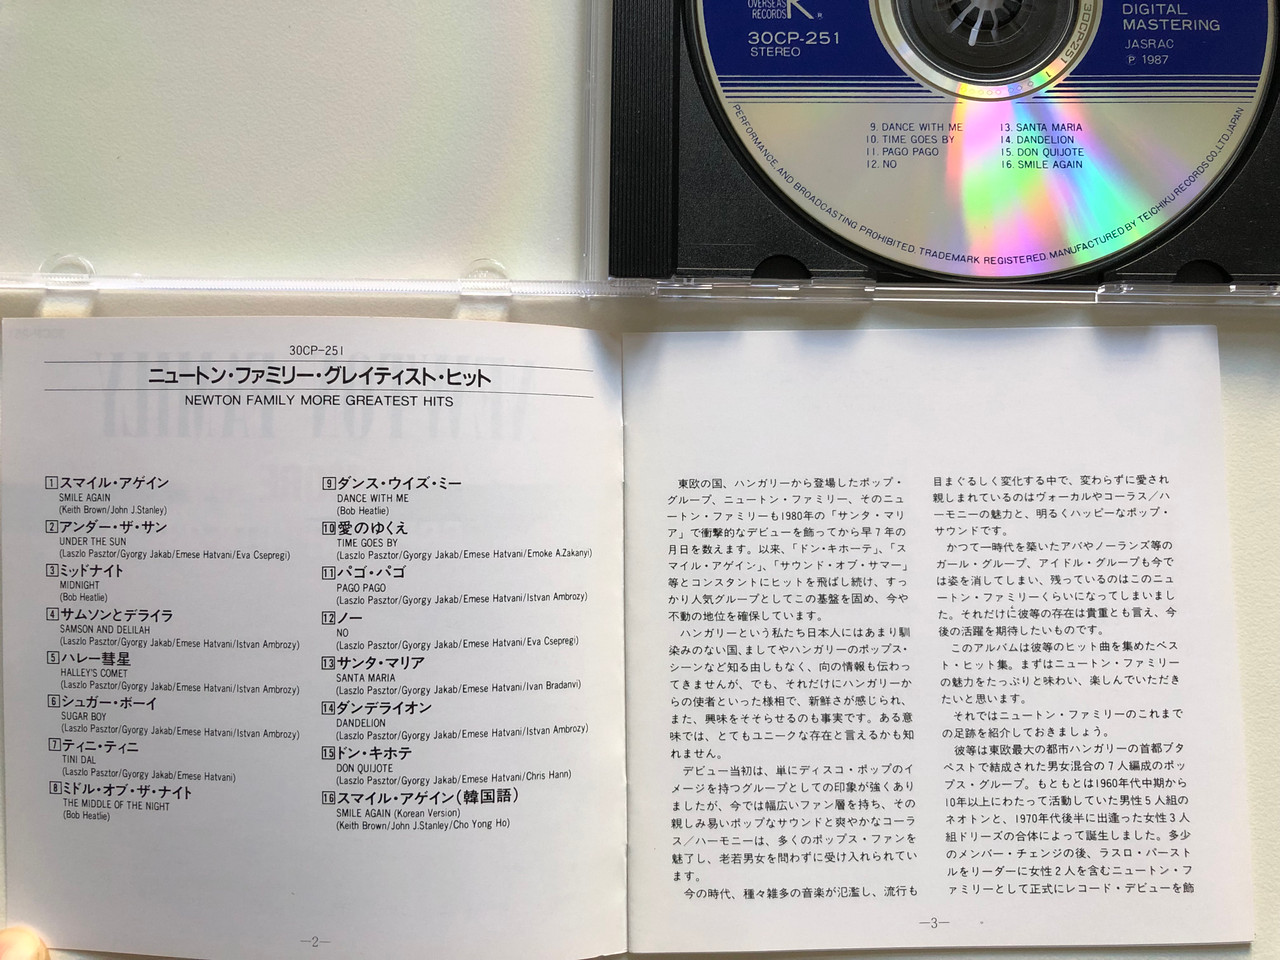 OVERSEAS
RECORDS
K
30CP-251
STEREO
DIGITAL
MASTERING
JASRAC
Ⓟ 1987
30CP-251 1
9. DANCE WITH ME
10. TIME GOES BY
11. PAGO PAGO
12. NO
13. SANTA MARIA
14. DANDELION
15. DON QUIJOTE
16. SMILE AGAIN
PERFORMANCE, AND BROADCASTING PROHIBITED. TRADEMARK REGISTERED. MANUFACTURED BY TEICHIKU RECORDS CO., LTD. JAPAN
30CP-251
ニュートン・ファミリー・グレイティスト・ヒット
NEWTON FAMILY MORE GREATEST HITS
1 スマイル・アゲイン
SMILE AGAIN
(Keith Brown/John J.Stanley)
2 アンダー・ザ・サン
UNDER THE SUN
(Laszlo Pasztor/Gyorgy Jakab/Emese Hatvani/Eva Csepregi)
3 ミッドナイト
MIDNIGHT
(Bob Heatlie)
4 サムソンとデライラ
SAMSON AND DELILAH
(Laszlo Pasztor/Gyorgy Jakab/Emese Hatvani/Istvan Ambrozy)
5 ハレー彗星
HALLEY'S COMET
(Laszlo Pasztor/Gyorgy Jakab/Emese Hatvani/Istvan Ambrozy)
6 シュガー・ボーイ
SUGAR BOY
(Laszlo Pasztor/Gyorgy Jakab/Emese Hatvani/Istvan Ambrozy)
7 ティニ・ティニ
TINI DAL
(Laszlo Pasztor/Gyorgy Jakab/Emese Hatvani)
8 ミドル・オブ・ザ・ナイト
THE MIDDLE OF THE NIGHT
(Bob Heatlie)
9 ダンス・ウイズ・ミー
DANCE WITH ME
(Bob Heatlie)
10 愛のゆくえ
TIME GOES BY
(Laszlo Pasztor/Gyorgy Jakab/Emese Hatvani/Emoke A.Zakanyi)
11 パゴ・パゴ
PAGO PAGO
(Laszlo Pasztor/Gyorgy Jakab/Emese Hatvani/Istvan Ambrozy)
12 ノー
NO
(Laszlo Pasztor/Gyorgy Jakab/Emese Hatvani/Eva Csepregi)
13 サンタ・マリア
SANTA MARIA
(Laszlo Pasztor/Gyorgy Jakab/Emese Hatvani/Ivan Bradanvi)
14 ダンデライオン
DANDELION
(Laszlo Pasztor/Gyorgy Jakab/Emese Hatvani/Istvan Ambrozy)
15 ドン・キホテ
DON QUIJOTE
(Laszlo Pasztor/Gyorgy Jakab/Emese Hatvani/Chris Hann)
16 スマイル・アゲイン(韓国語)
SMILE AGAIN (Korean Version)
(Keith Brown/John J.Stanley/Cho Yong Ho)
—2—
東欧の国、ハンガリーから登場したポップ・
グループ、ニュートン・ファミリー、そのニュ
ートン・ファミリーも1980年の「サンタ・マリ
ア」で衝撃的なデビューを飾ってから早7年の
月日を数えます。以来、「ドン・キホーテ」、「ス
マイル・アゲイン」、「サウンド・オブ・サマー」
等とコンスタントにヒットを飛ばし続け、すっ
かり人気グループとしてこの基盤を固め、今や
不動の地位を確保しています。
ハンガリーという私たち日本人にはあまり馴
染みのない国、ましてやハンガリーのポップス・
シーンなど知る由しもなく、向の情報も伝わっ
てきませんが、でも、それだけにハンガリーか
らの使者といった様相で、新鮮さが感じられ、
また、興味をそそらせるのも事実です。ある意
味では、とてもユニークな存在と言えるかも知
れません。
デビュー当初は、単にディスコ・ポップのイ
メージを持つグループとしての印象が強くあり
ましたが、今では幅広いファン層を持ち、その
親しみ易いポップなサウンドと爽やかなコーラ
ス/ハーモニーは、多くのポップス・ファンを
魅了し、老若男女を問わずに受け入れられてい
ます。
今の時代、種々雑多の音楽が氾濫し、流行も
目まぐるしく変化する中で、変わらずに愛され
親しまれているのはヴォーカルやコーラス/ハ
ーモニーの魅力と、明るくハッピーなポップ・
サウンドです。
かつて一時代を築いたアバやノーランズ等の
ガール・グループ、アイドル・グループも今で
は姿を消してしまい、残っているのはこのニュ
ートン・ファミリーくらいになってしまいまし
た。それだけに彼等の存在は貴重とも言え、今
後の活躍を期待したいものです。
このアルバムは彼等のヒット曲を集めたベス
ト・ヒット集。まずはニュートン・ファミリー
の魅力をたっぷりと味わい、楽しんでいただき
たいと思います。
それではニュートン・ファミリーのこれまで
の足跡を紹介しておきましょう。
彼等は東欧最大の都市ハンガリーの首都ブタ
ペストで結成された男女混合の7人編成のポッ
プス・グループ。もともとは1960年代中期から
10年以上にわたって活動していた男性5人組の
ネオトンと、1970年代後半に出逢った女性3人
組ドリーズの合体によって誕生しました。多少
のメンバー・チェンジの後、ラスロ・パースト
ルをリーダーに女性2人を含むニュートン・フ
ァミリーとして正式にレコード・デビューを飾
—3—